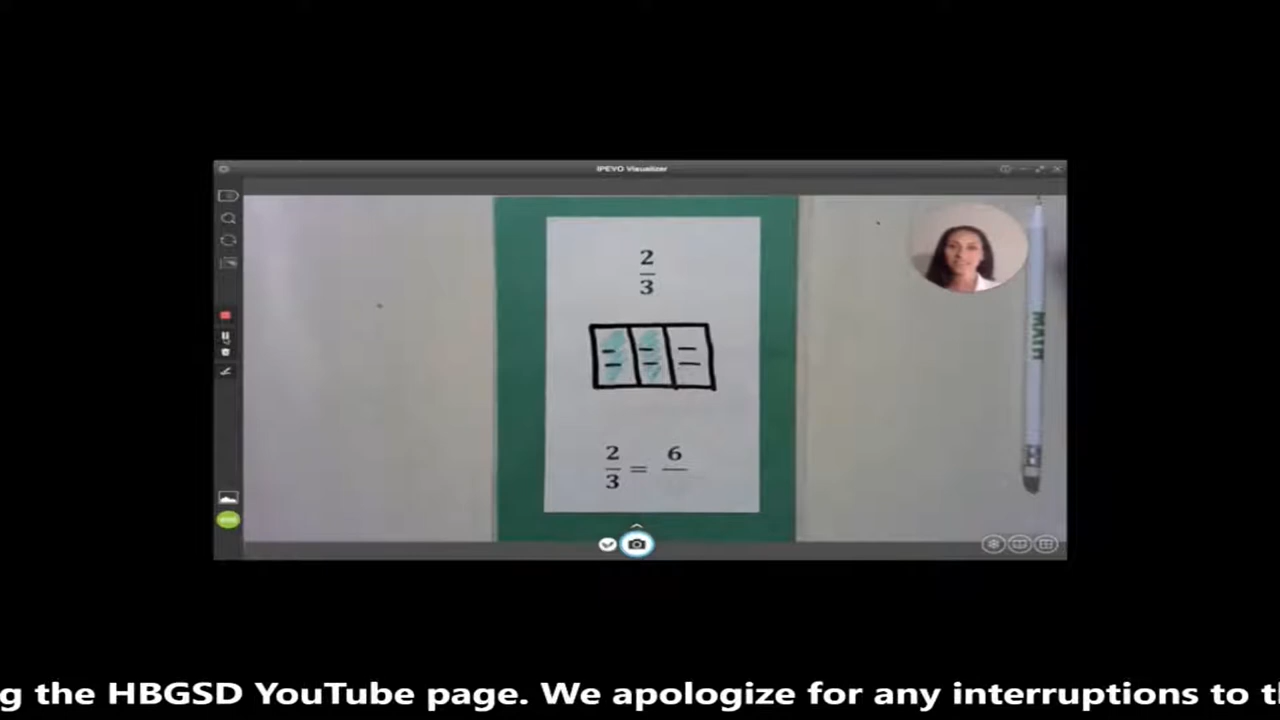 IPEVO Visualizer
2
3
MATH
2 6
— = —
3
g the HBGSD YouTube page. We apologize for any interruptions to th